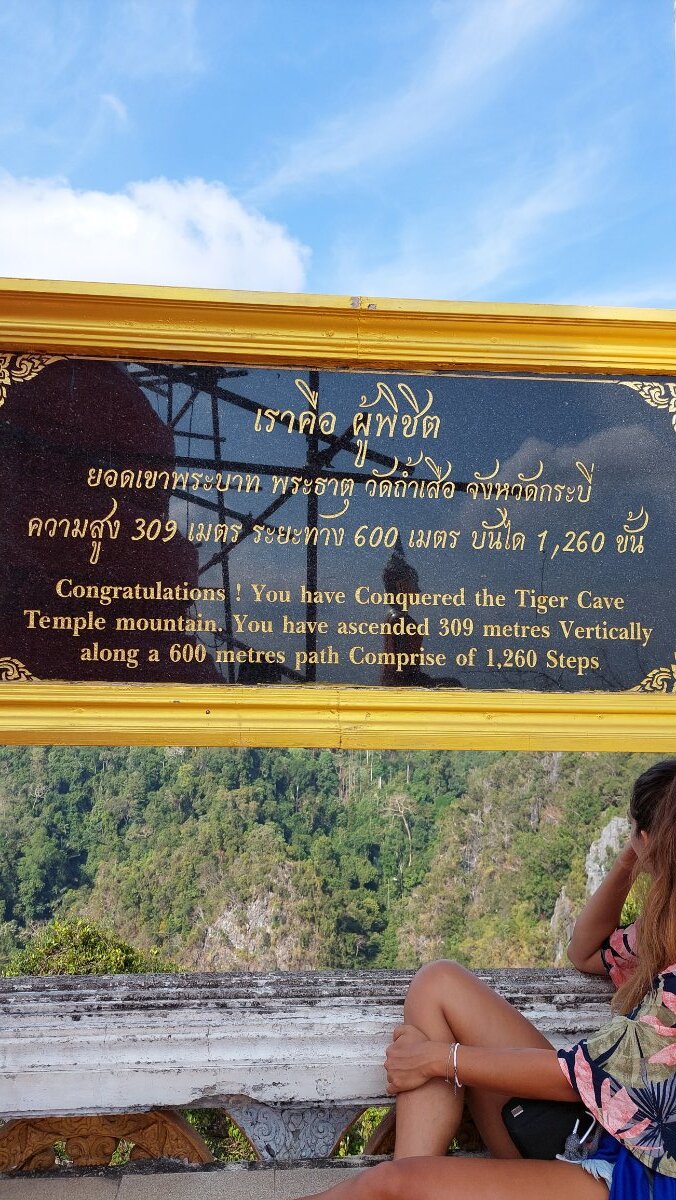 เราคือ ผู้พิชิต
ยอดเขาพระบาท พระธาตุ วัดถ้ำเสือ จังหวัดกระบี่
ความสูง 309 เมตร ระยะทาง 600 เมตร บันได 1,260 ขั้น
Congratulations ! You have Conquered the Tiger Cave
Temple mountain. You have ascended 309 metres Vertically
along a 600 metres path Comprise of 1,260 Steps